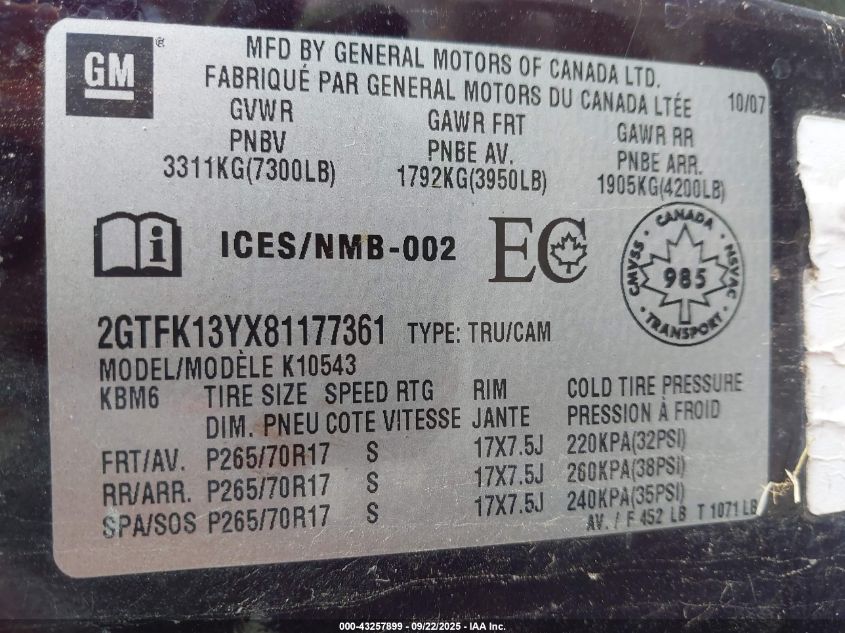 GM
MFD BY GENERAL MOTORS OF CANADA LTD.
FABRIQUÉ PAR GENERAL MOTORS DU CANADA LTÉE
10/07
GVWR GAWR FRT GAWR RR
PNBV PNBE AV. PNBE ARR.
3311KG(7300LB) 1792KG(3950LB) 1905KG(4200LB)
i ICES/NMB-002 EC
CANADA
CMVSS 985 NSVAC
TRANSPORT
2GTFK13YX81177361 TYPE: TRU/CAM
MODEL/MODÈLE K10543
KBM6 TIRE SIZE SPEED RTG RIM COLD TIRE PRESSURE
DIM. PNEU COTE VITESSE JANTE PRESSION À FROID
FRT/AV. P265/70R17 S 17X7.5J 220KPA(32PSI)
RR/ARR. P265/70R17 S 17X7.5J 260KPA(38PSI)
SPA/SOS P265/70R17 S 17X7.5J 240KPA(35PSI)
AV. / F 452 LB T 1071 LB
000-43257899 - 09/22/2025 - IAA Inc.